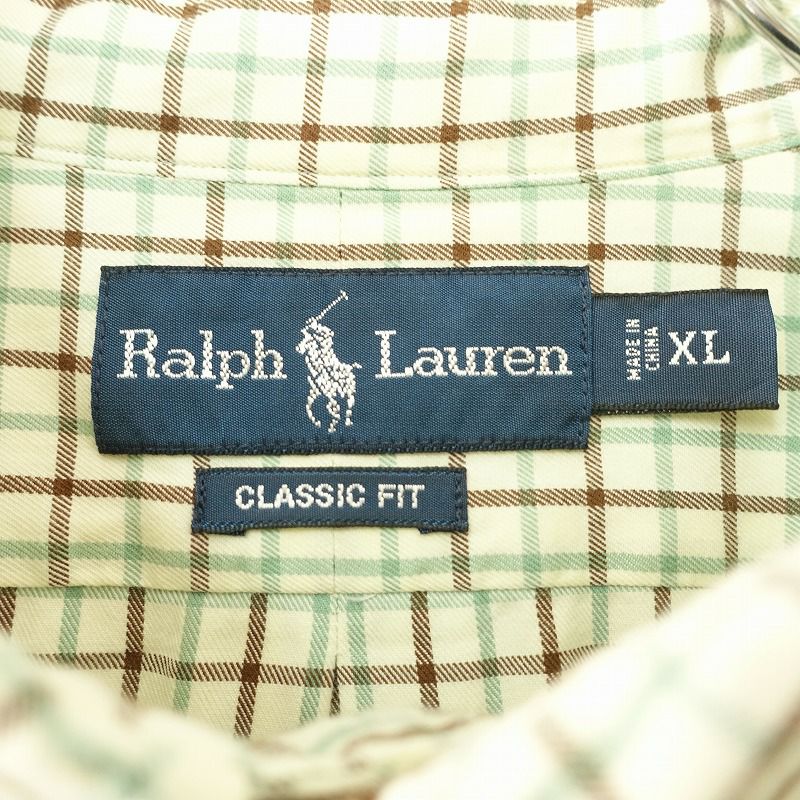 Ralph Lauren
MADE IN
CHINA
XL
CLASSIC FIT